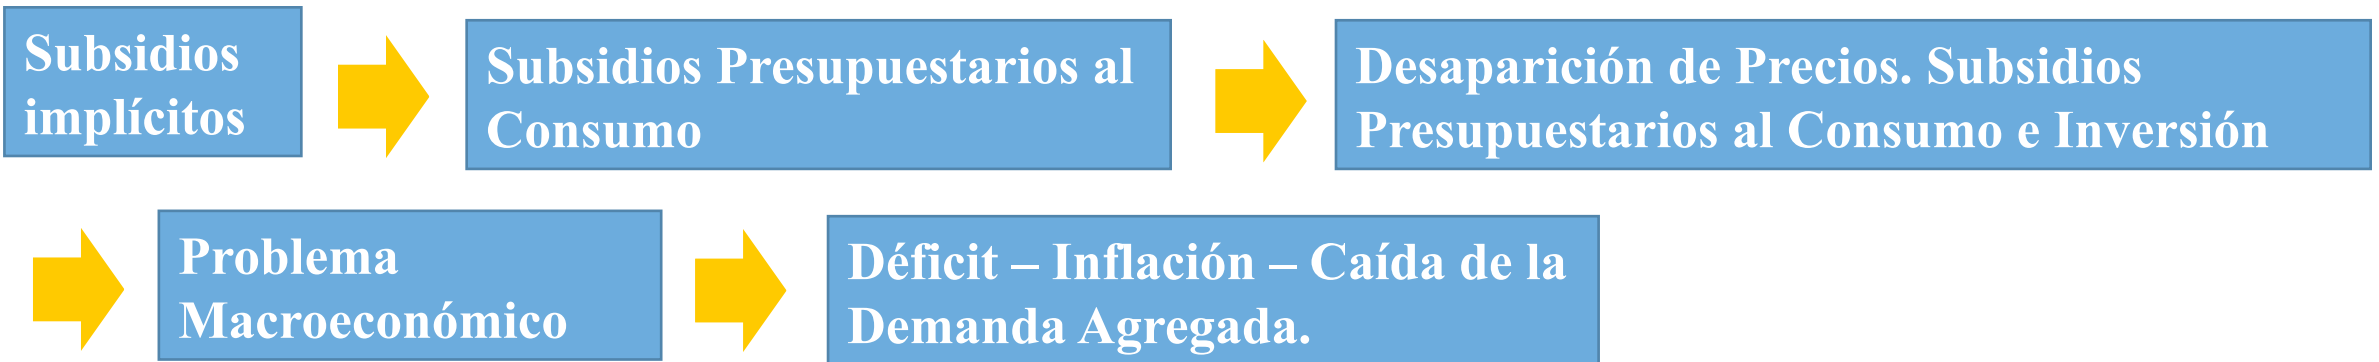 Subsidios
implícitos
Subsidios Presupuestarios al
Consumo
Desaparición de Precios. Subsidios
Presupuestarios al Consumo e Inversión
Problema
Macroeconómico
Déficit – Inflación – Caída de la
Demanda Agregada.